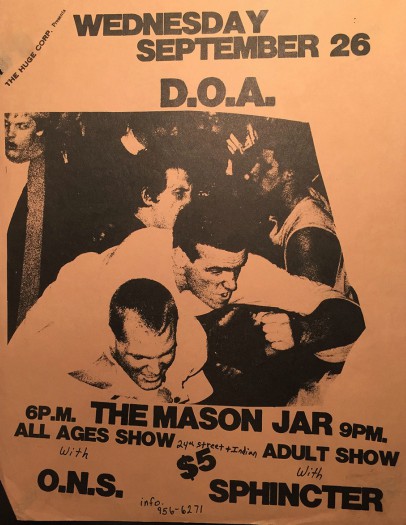 THE HUGE CORP. Presents
WEDNESDAY
SEPTEMBER 26
D.O.A.
6P.M. THE MASON JAR 9PM.
ALL AGES SHOW 24th street + Indian ADULT SHOW
With $5 With
O.N.S. SPHINCTER
info.
956-6271